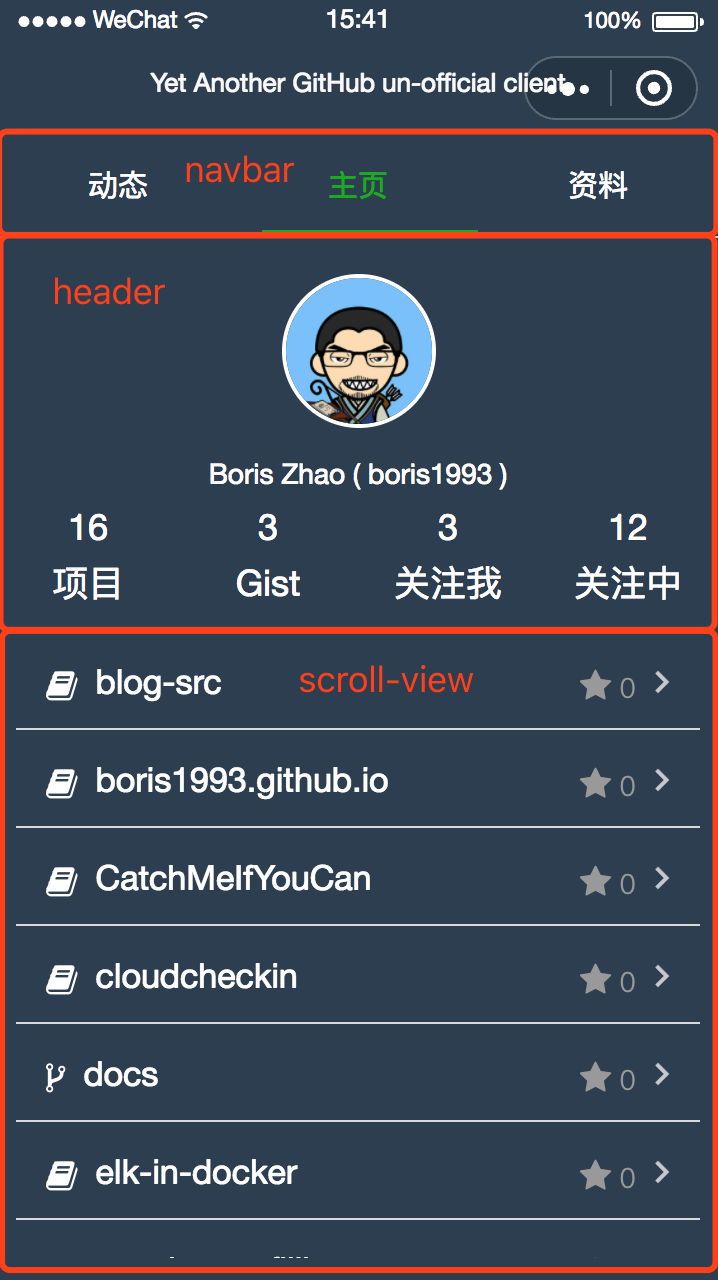 WeChat 15:41 100%
Yet Another GitHub un-official client
动态 navbar 主页 资料
header
Boris Zhao ( boris1993 )
16 3 3 12
项目 Gist 关注我 关注中
blog-src scroll-view 0
boris1993.github.io 0
CatchMeIfYouCan 0
cloudcheckin 0
docs 0
elk-in-docker 0